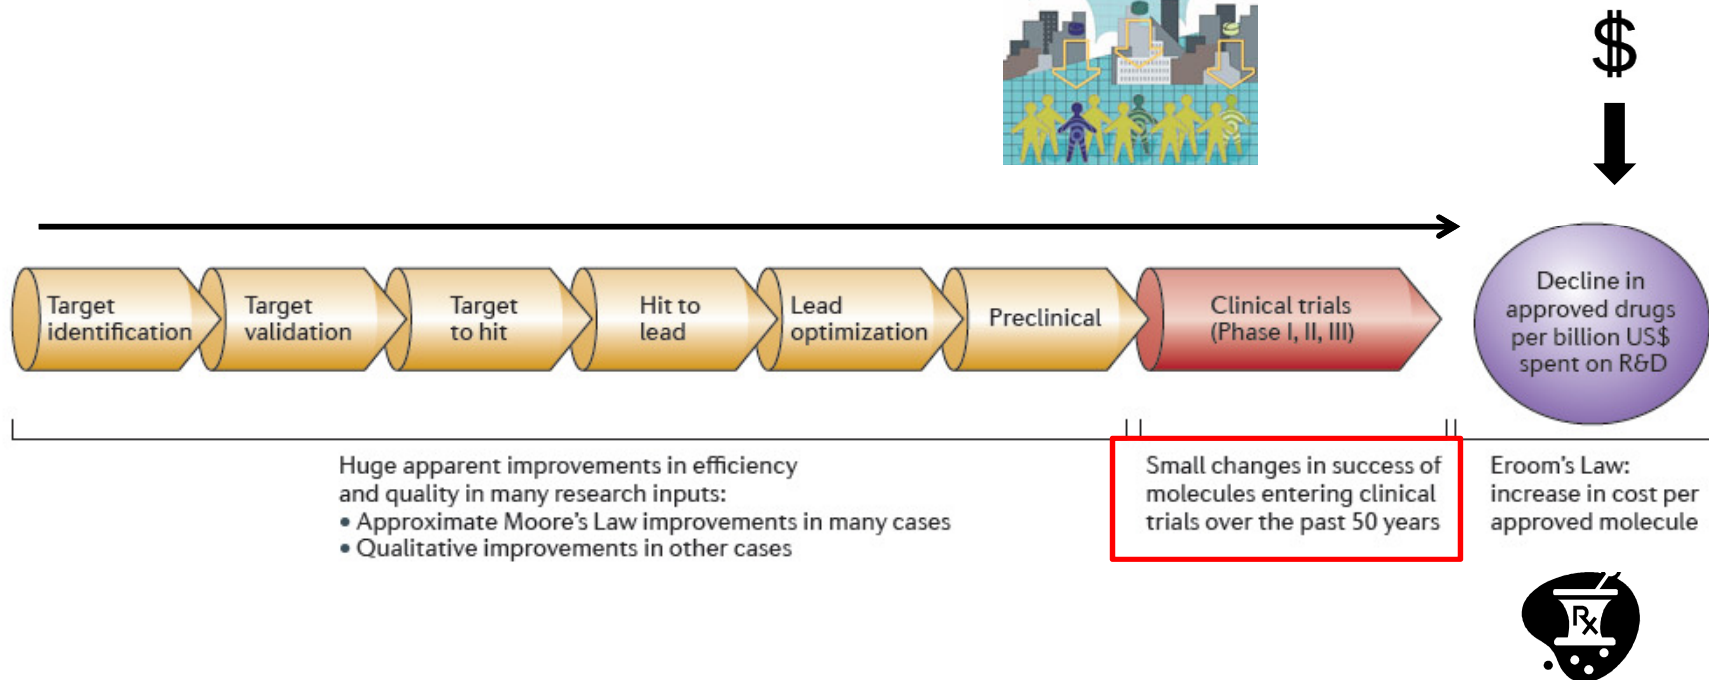 $
Target
identification
Target
validation
Target
to hit
Hit to
lead
Lead
optimization
Preclinical
Clinical trials
(Phase I, II, III)
Decline in
approved drugs
per billion US$
spent on R&D
Huge apparent improvements in efficiency
and quality in many research inputs:
• Approximate Moore's Law improvements in many cases
• Qualitative improvements in other cases
Small changes in success of
molecules entering clinical
trials over the past 50 years
Eroom's Law:
increase in cost per
approved molecule
Rx